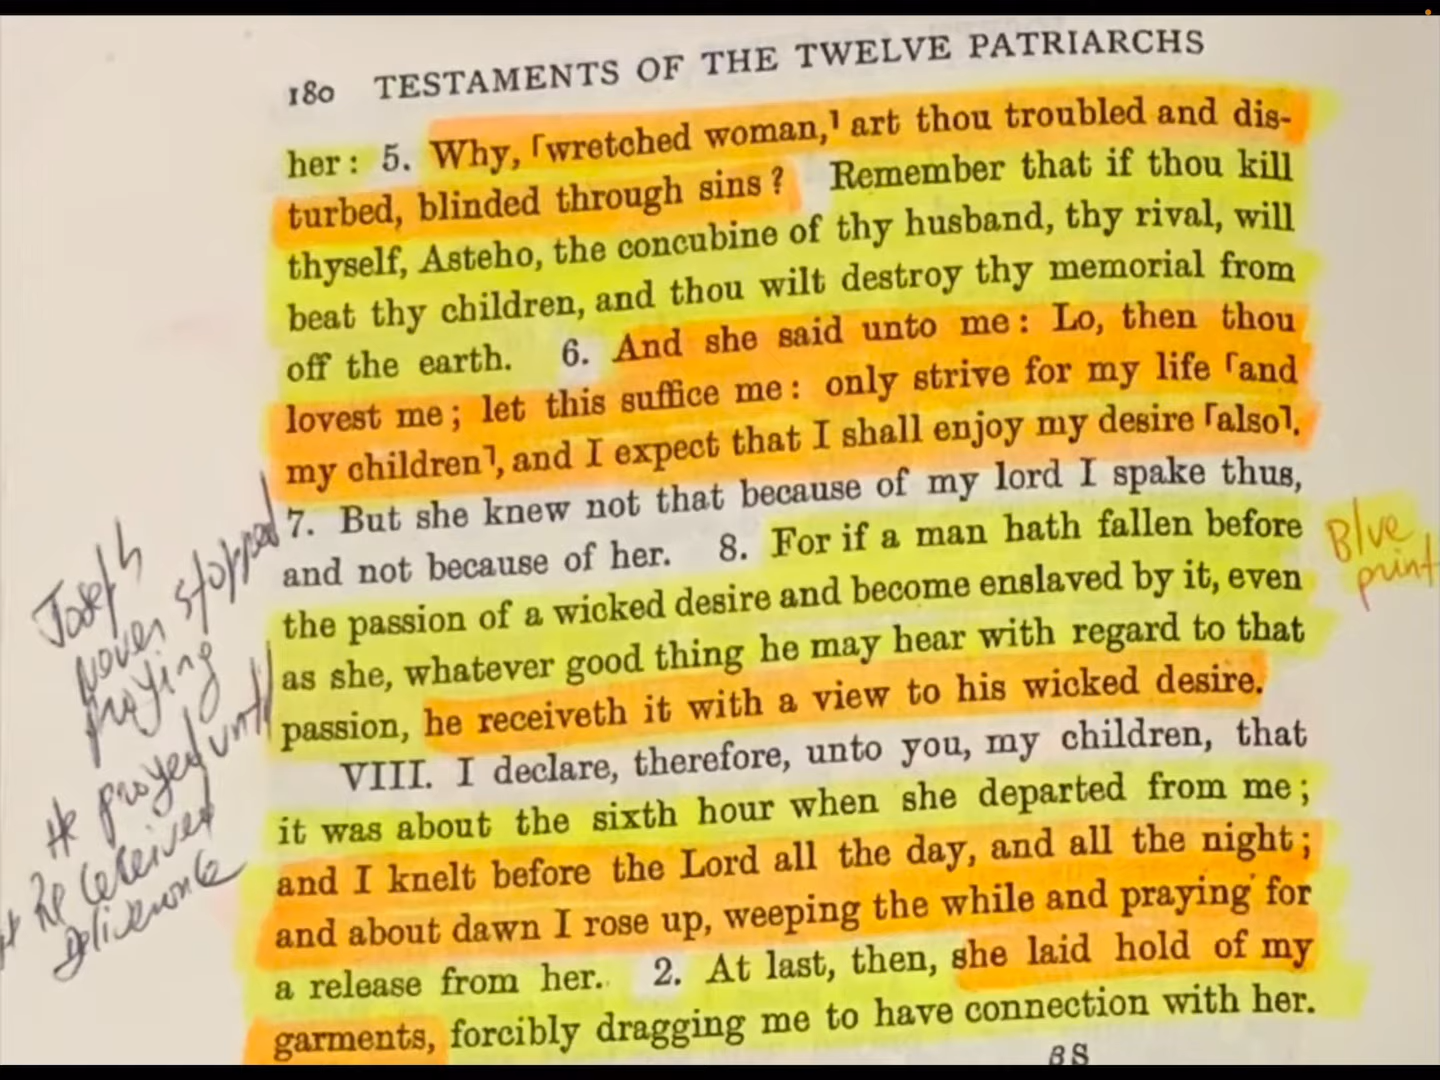 180 TESTAMENTS OF THE TWELVE PATRIARCHS
her: 5. Why, ⌜wretched woman,⌝ art thou troubled and dis-
turbed, blinded through sins? Remember that if thou kill
thyself, Asteho, the concubine of thy husband, thy rival, will
beat thy children, and thou wilt destroy thy memorial from
off the earth. 6. And she said unto me: Lo, then thou
lovest me; let this suffice me: only strive for my life ⌜and
my children⌝, and I expect that I shall enjoy my desire ⌜also⌝.
7. But she knew not that because of my lord I spake thus,
and not because of her. 8. For if a man hath fallen before
the passion of a wicked desire and become enslaved by it, even
as she, whatever good thing he may hear with regard to that
passion, he receiveth it with a view to his wicked desire.
VIII. I declare, therefore, unto you, my children, that
it was about the sixth hour when she departed from me;
and I knelt before the Lord all the day, and all the night;
and about dawn I rose up, weeping the while and praying for
a release from her. 2. At last, then, she laid hold of my
garments, forcibly dragging me to have connection with her.
β S
Joseph
never stopped
praying
He prayed until
he received
Deliverance
Blue
print